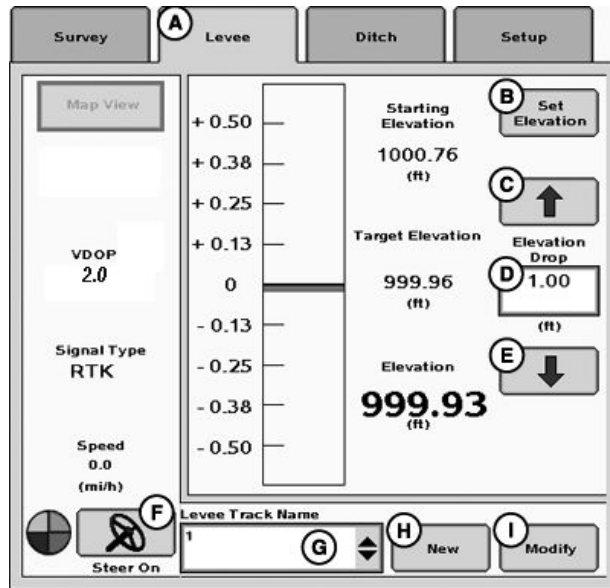 Survey
A
Levee
Ditch
Setup
Map View
VDOP
2.0
Signal Type
RTK
Speed
0.0
(mi/h)
F
Steer On
+ 0.50
+ 0.38
+ 0.25
+ 0.13
0
- 0.13
- 0.25
- 0.38
- 0.50
Starting
Elevation
1000.76
(ft)
Target Elevation
999.96
(ft)
Elevation
999.93
(ft)
B
Set
Elevation
C
Elevation
Drop
D
1.00
(ft)
E
Levee Track Name
1
G
H
New
I
Modify